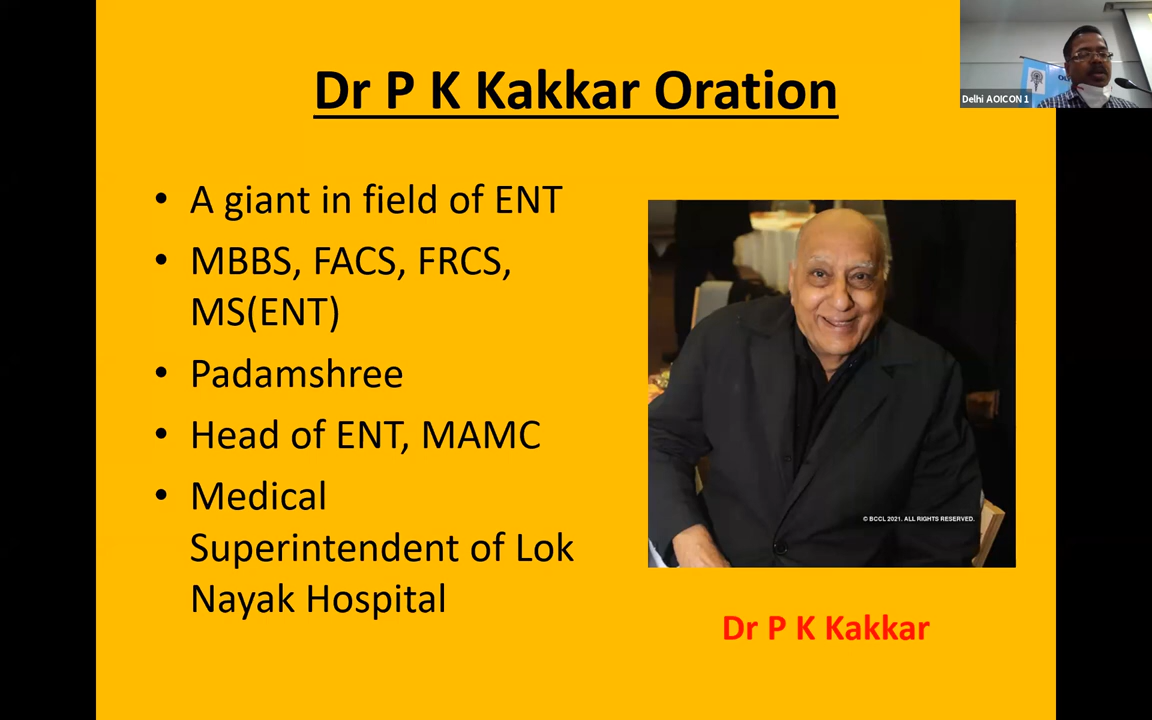 Dr P K Kakkar Oration
• A giant in field of ENT
• MBBS, FACS, FRCS,
MS(ENT)
• Padamshree
• Head of ENT, MAMC
• Medical
Superintendent of Lok
Nayak Hospital
© BCCL 2021. ALL RIGHTS RESERVED.
Dr P K Kakkar
Delhi AOICON 1